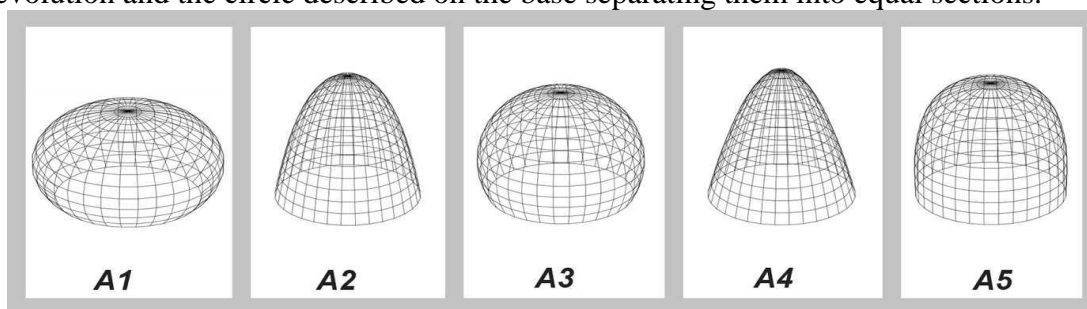 evolution and the circle described on the base separating them into equal sections.
A1 A2 A3 A4 A5